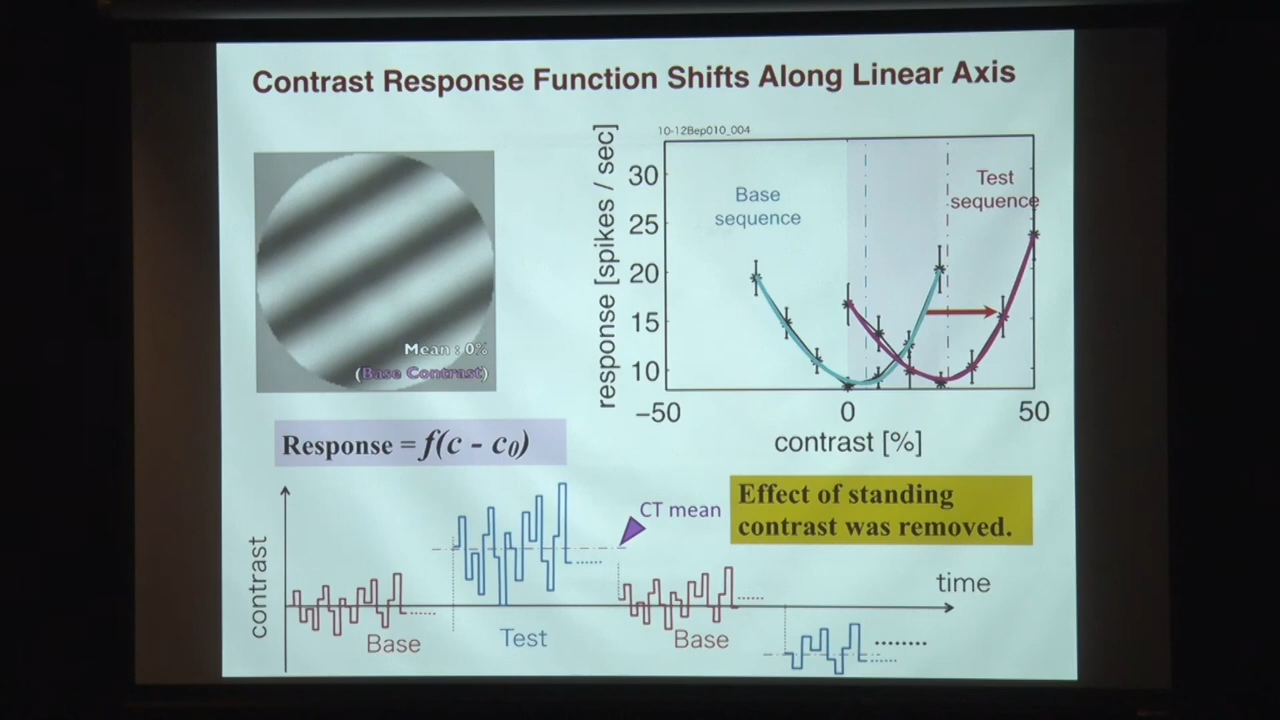 Contrast Response Function Shifts Along Linear Axis
10-12Bep010_004
response [spikes / sec]
30
25
20
15
10
Base
sequence
Test
sequence
-50
0
50
contrast [%]
Mean : 0%
(Base Contrast)
Response = f(c - c0)
Effect of standing
contrast was removed.
CT mean
contrast
time
Base
Test
Base